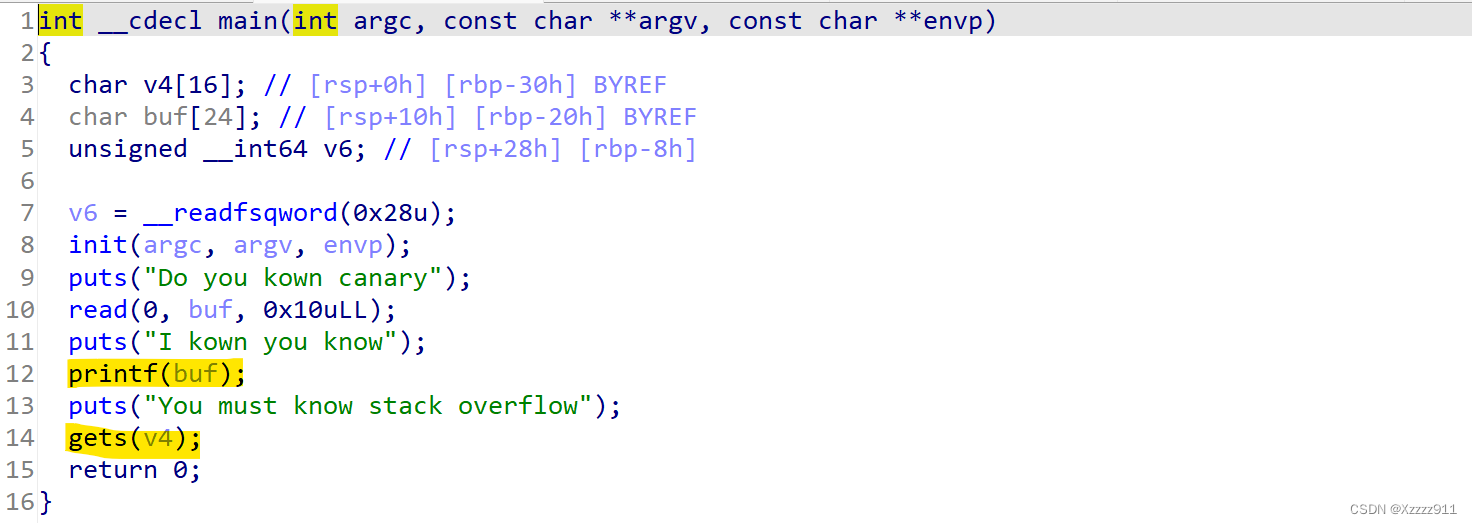 1 int __cdecl main(int argc, const char **argv, const char **envp)
2 {
3   char v4[16]; // [rsp+0h] [rbp-30h] BYREF
4   char buf[24]; // [rsp+10h] [rbp-20h] BYREF
5   unsigned __int64 v6; // [rsp+28h] [rbp-8h]
6
7   v6 = __readfsqword(0x28u);
8   init(argc, argv, envp);
9   puts("Do you kown canary");
10   read(0, buf, 0x10uLL);
11   puts("I kown you know");
12   printf(buf);
13   puts("You must know stack overflow");
14   gets(v4);
15   return 0;
16 }
CSDN @Xzzzz911